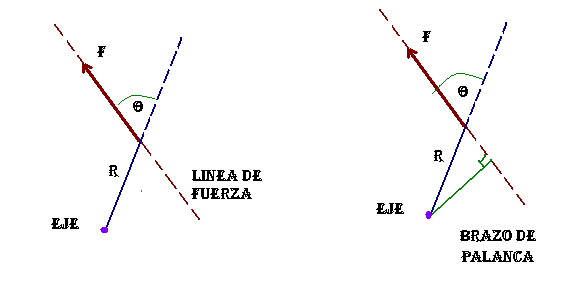 F
θ
R
LINEA DE
FUERZA
EJE
F
θ
R
EJE
BRAZO DE
PALANCA